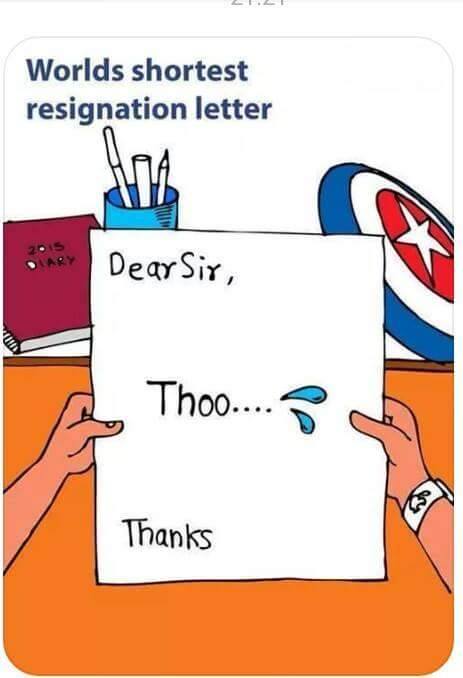 Worlds shortest
resignation letter
2015
DIARY
Dear Sir,
Thoo....
Thanks